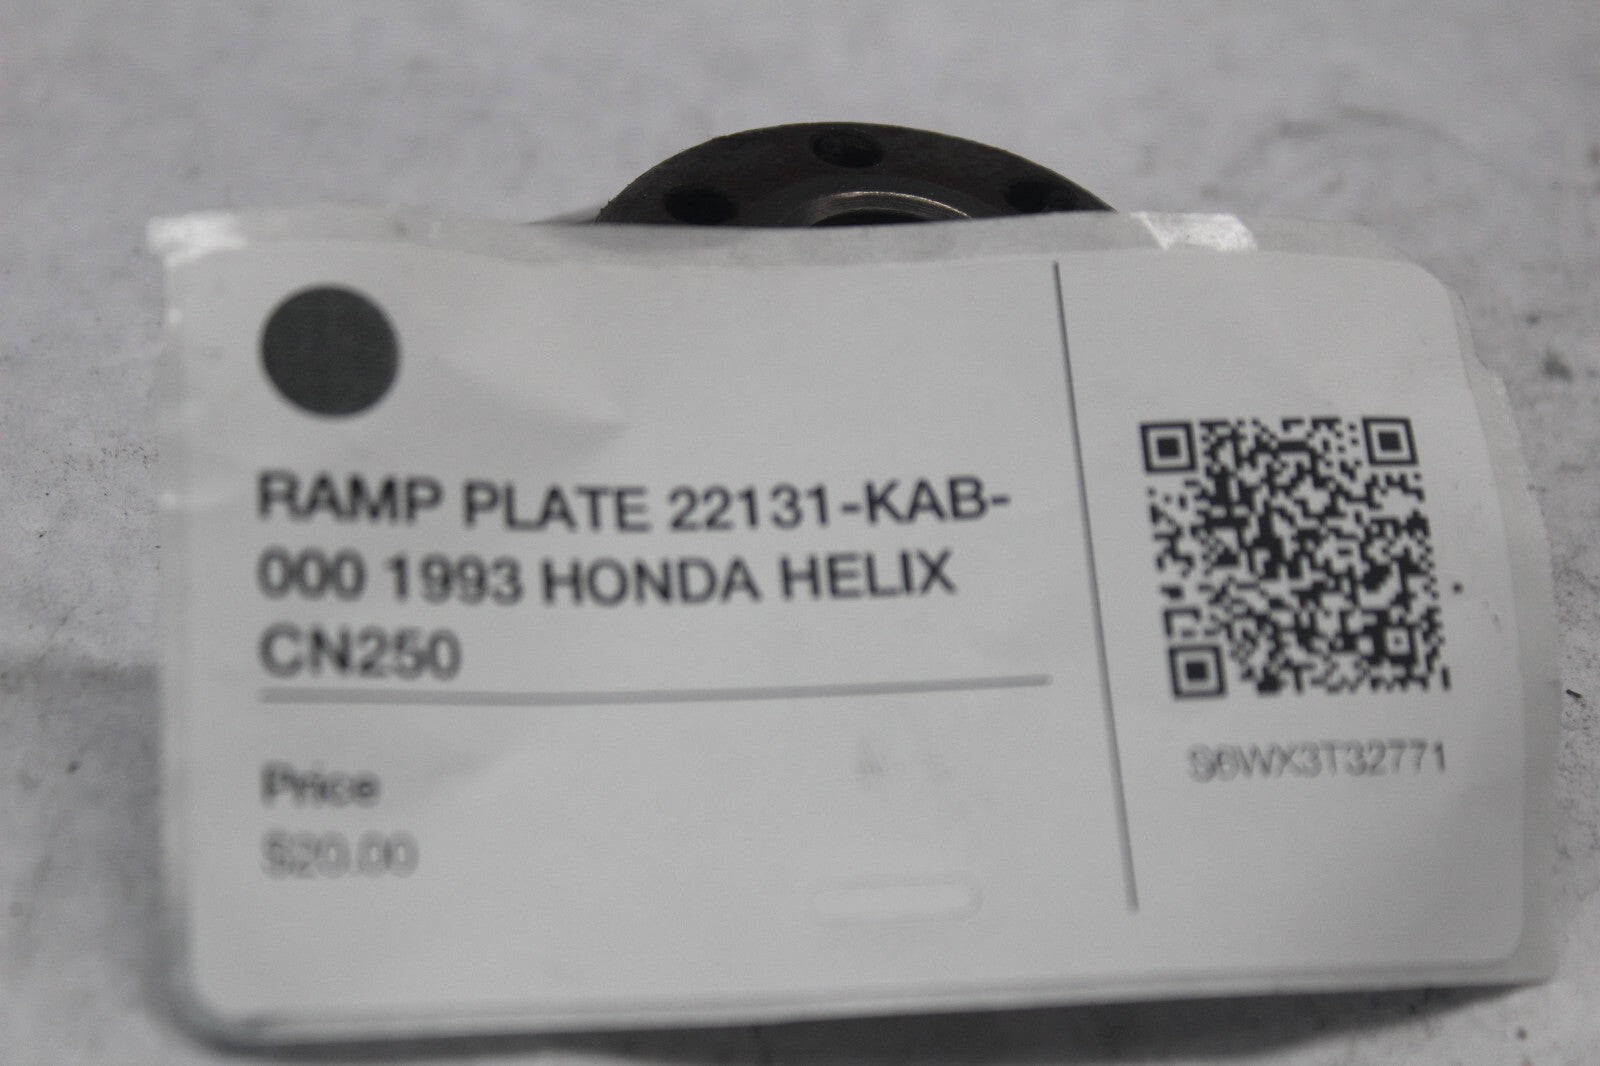 RAMP PLATE 22131-KAB-
000 1993 HONDA HELIX
CN250
Price
$20.00
S6WX3T32771